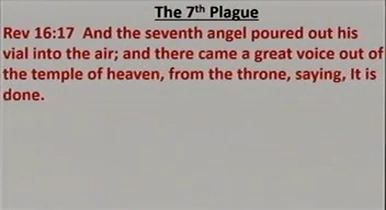 The 7th Plague
Rev 16:17 And the seventh angel poured out his
vial into the air; and there came a great voice out of
the temple of heaven, from the throne, saying, It is
done.